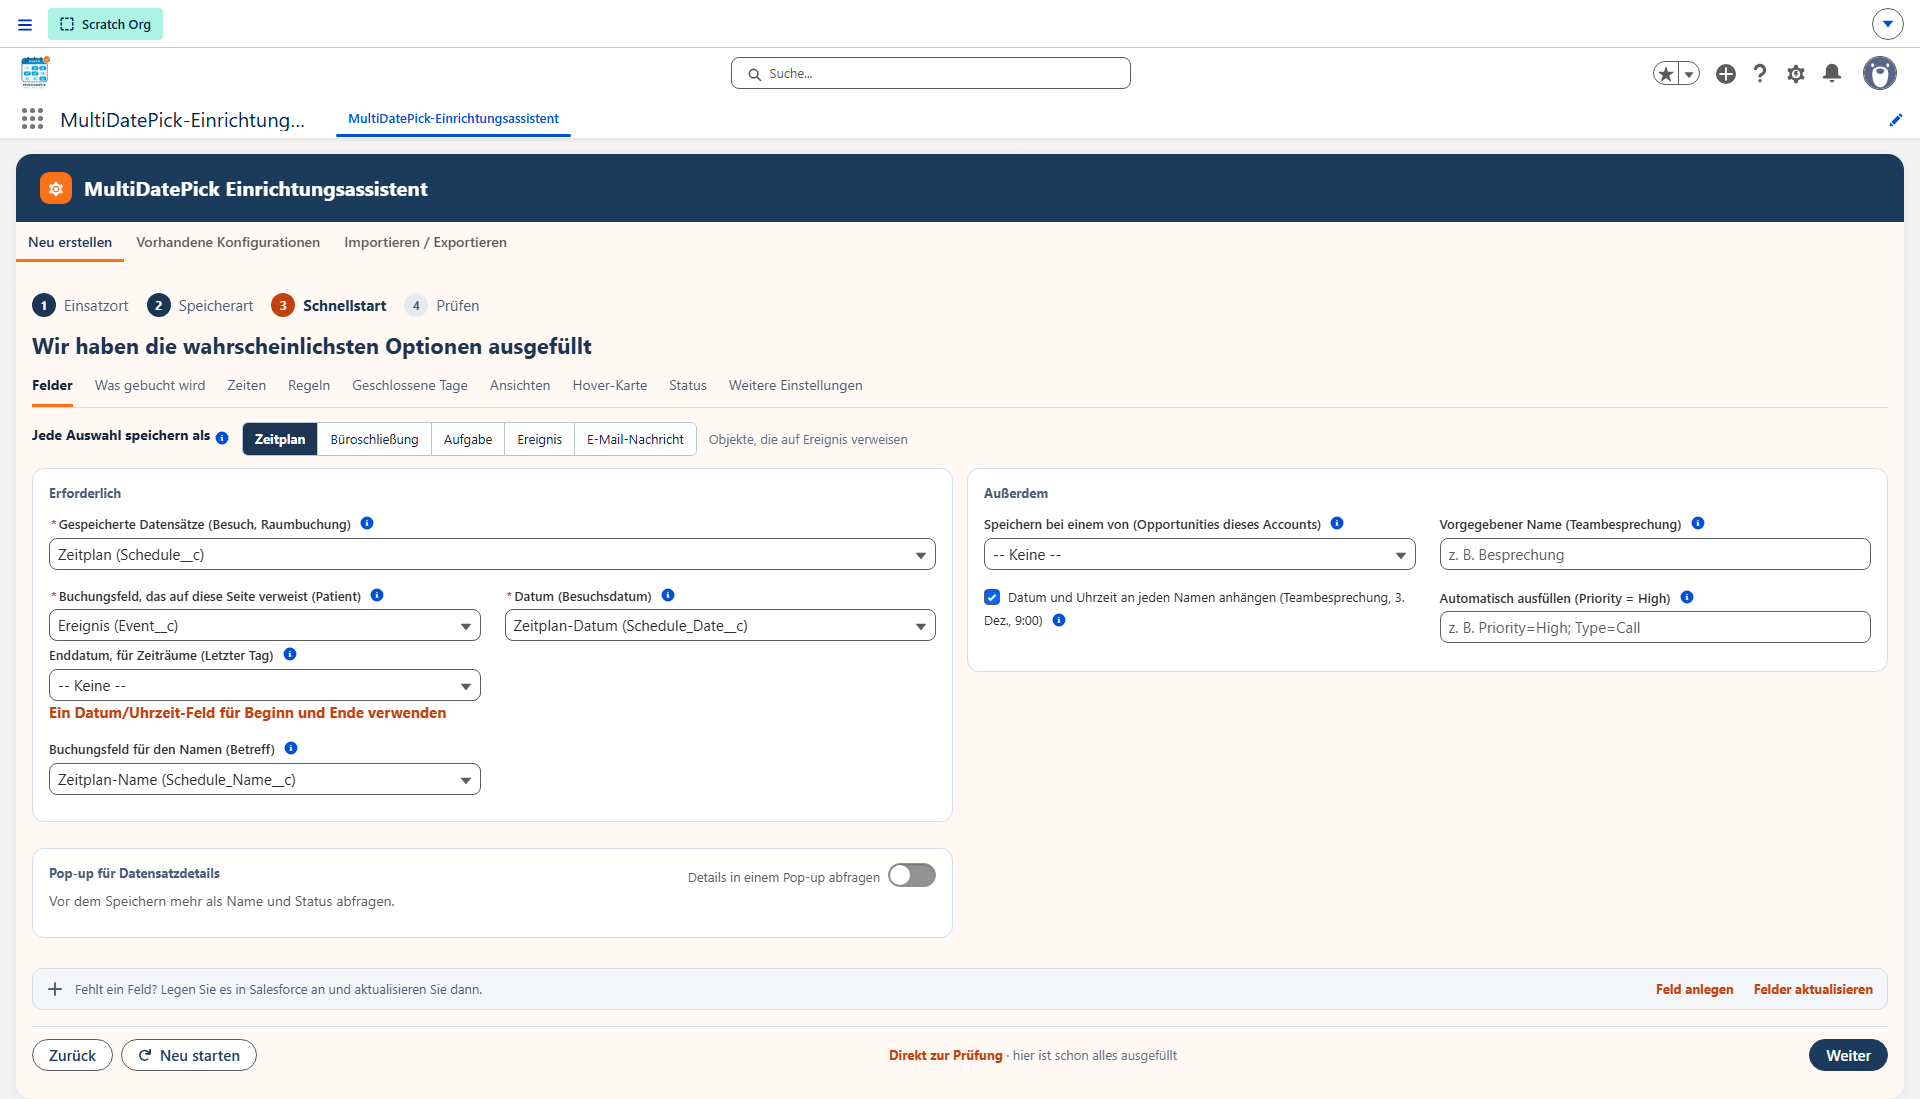 Scratch Org
Suche...
MultiDatePick-Einrichtung...
MultiDatePick-Einrichtungsassistent
MultiDatePick Einrichtungsassistent
Neu erstellen
Vorhandene Konfigurationen
Importieren / Exportieren
1 Einsatzort
2 Speicherart
3 Schnellstart
4 Prüfen
Wir haben die wahrscheinlichsten Optionen ausgefüllt
Felder
Was gebucht wird
Zeiten
Regeln
Geschlossene Tage
Ansichten
Hover-Karte
Status
Weitere Einstellungen
Jede Auswahl speichern als
Zeitplan
Büroschließung
Aufgabe
Ereignis
E-Mail-Nachricht
Objekte, die auf Ereignis verweisen
Erforderlich
*Gespeicherte Datensätze (Besuch, Raumbuchung)
Zeitplan (Schedule__c)
*Buchungsfeld, das auf diese Seite verweist (Patient)
Ereignis (Event__c)
*Datum (Besuchsdatum)
Zeitplan-Datum (Schedule_Date__c)
Enddatum, für Zeiträume (Letzter Tag)
-- Keine --
Ein Datum/Uhrzeit-Feld für Beginn und Ende verwenden
Buchungsfeld für den Namen (Betreff)
Zeitplan-Name (Schedule_Name__c)
Außerdem
Speichern bei einem von (Opportunities dieses Accounts)
-- Keine --
Vorgegebener Name (Teambesprechung)
z. B. Besprechung
Datum und Uhrzeit an jeden Namen anhängen (Teambesprechung, 3.
Dez., 9:00)
Automatisch ausfüllen (Priority = High)
z. B. Priority=High; Type=Call
Pop-up für Datensatzdetails
Details in einem Pop-up abfragen
Vor dem Speichern mehr als Name und Status abfragen.
Fehlt ein Feld? Legen Sie es in Salesforce an und aktualisieren Sie dann.
Feld anlegen
Felder aktualisieren
Zurück
Neu starten
Direkt zur Prüfung · hier ist schon alles ausgefüllt
Weiter